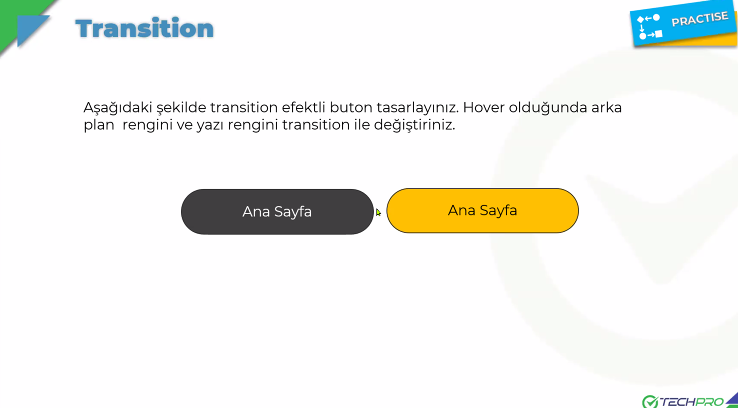 Transition
PRACTISE
Aşağıdaki şekilde transition efektli buton tasarlayınız. Hover olduğunda arka
plan  rengini ve yazı rengini transition ile değiştiriniz.
Ana Sayfa
Ana Sayfa
TECHPRO